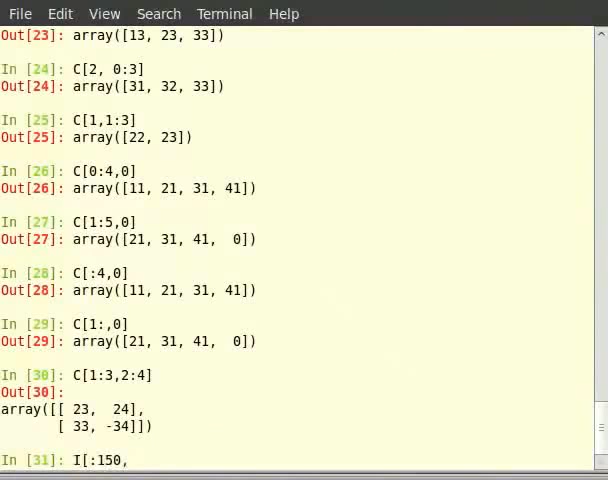 File Edit View Search Terminal Help
Out[23]: array([13, 23, 33])
In [24]: C[2, 0:3]
Out[24]: array([31, 32, 33])
In [25]: C[1,1:3]
Out[25]: array([22, 23])
In [26]: C[0:4,0]
Out[26]: array([11, 21, 31, 41])
In [27]: C[1:5,0]
Out[27]: array([21, 31, 41,  0])
In [28]: C[:4,0]
Out[28]: array([11, 21, 31, 41])
In [29]: C[1:,0]
Out[29]: array([21, 31, 41,  0])
In [30]: C[1:3,2:4]
Out[30]:
array([[ 23,  24],
       [ 33, -34]])
In [31]: I[:150,